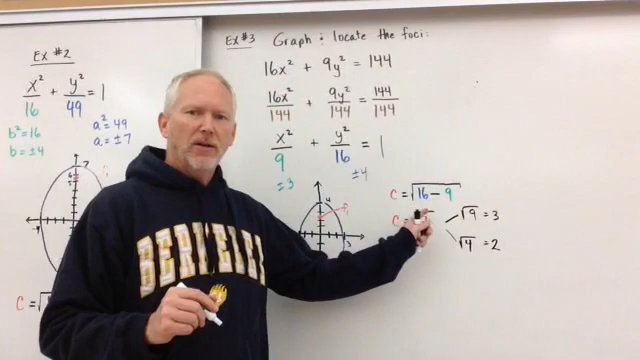 Ex #2
x² / 16 + y² / 49 = 1
b² = 16
b = ±4
a² = 49
a = ±7
7
c = √
Ex #3 Graph & locate the foci:
16x² + 9y² = 144
16x² / 144 + 9y² / 144 = 144 / 144
x² / 9 + y² / 16 = 1
±3
±4
3
c = √16 − 9
c =
√9 = 3
√4 = 2
BERKELEY